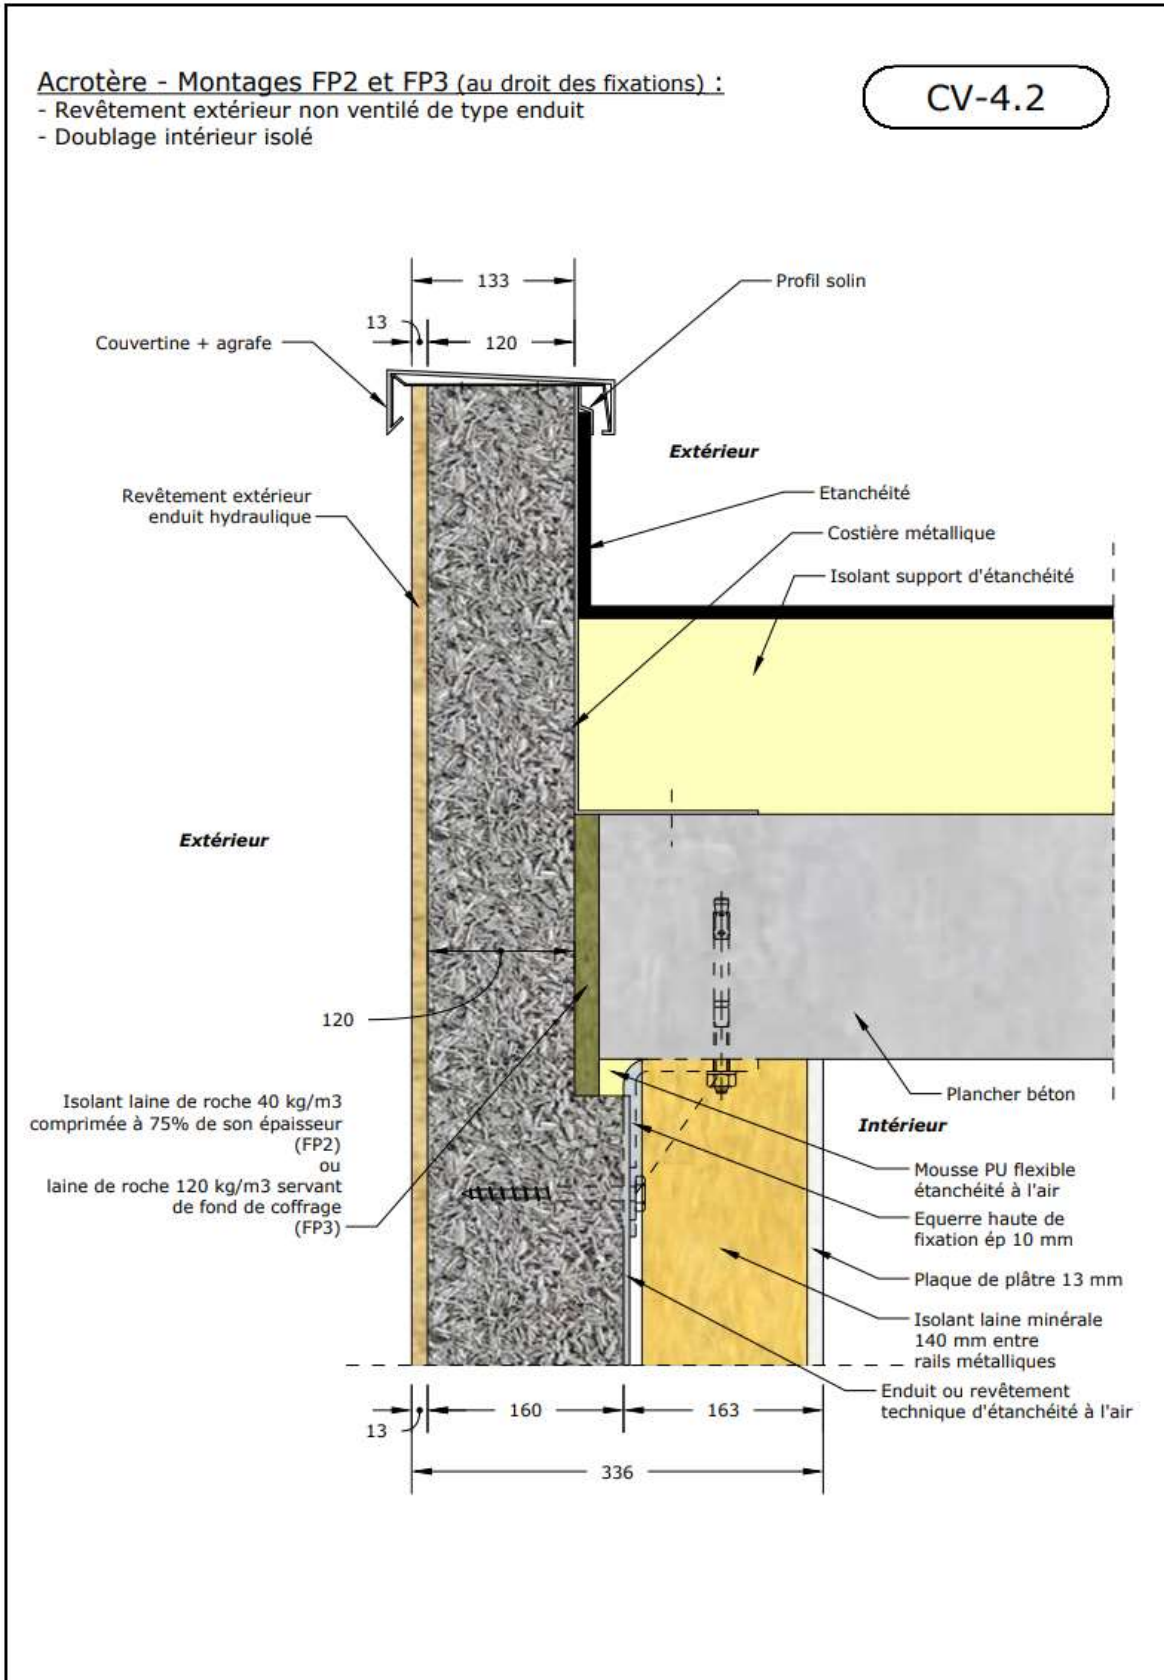 Acrotère - Montages FP2 et FP3 (au droit des fixations) :
- Revêtement extérieur non ventilé de type enduit
- Doublage intérieur isolé
CV-4.2
133
Profil solin
13
120
Couvertine + agrafe
Extérieur
Revêtement extérieur
enduit hydraulique
Etanchéité
Costière métallique
Isolant support d'étanchéité
Extérieur
120
Isolant laine de roche 40 kg/m3
comprimée à 75% de son épaisseur
(FP2)
ou
laine de roche 120 kg/m3 servant
de fond de coffrage
(FP3)
Plancher béton
Intérieur
Mousse PU flexible
étanchéité à l'air
Equerre haute de
fixation ép 10 mm
Plaque de plâtre 13 mm
Isolant laine minérale
140 mm entre
rails métalliques
Enduit ou revêtement
technique d'étanchéité à l'air
160
163
13
336